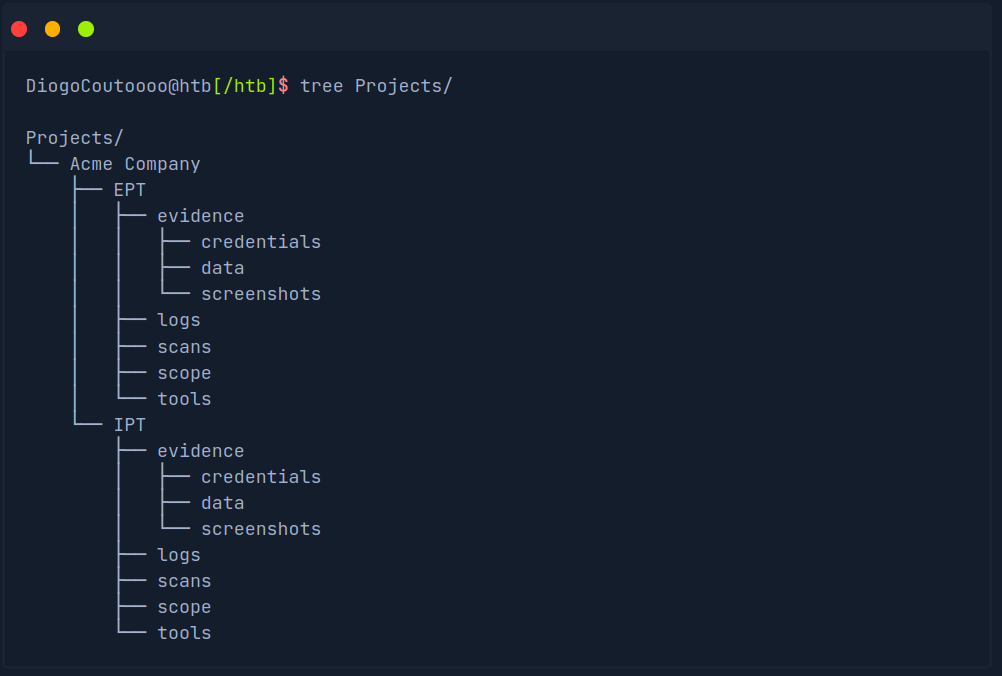 DiogoCoutoooo@htb[/htb]$ tree Projects/
Projects/
└── Acme Company
    ├── EPT
    │   ├── evidence
    │   │   ├── credentials
    │   │   ├── data
    │   │   └── screenshots
    │   ├── logs
    │   ├── scans
    │   ├── scope
    │   └── tools
    └── IPT
        ├── evidence
        │   ├── credentials
        │   ├── data
        │   └── screenshots
        ├── logs
        ├── scans
        ├── scope
        └── tools